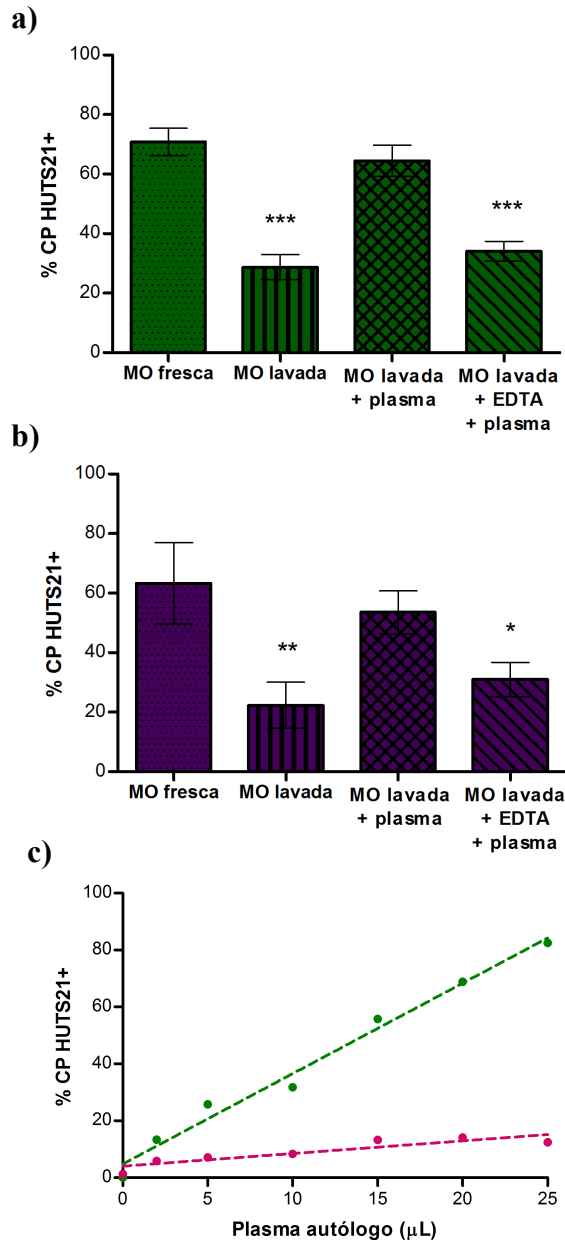 a)
100
80
60
40
20
0
% CP HUTS21+
***
***
MO fresca
MO lavada
MO lavada
+ plasma
MO lavada
+ EDTA
+ plasma
b)
100
80
60
40
20
0
% CP HUTS21+
**
*
MO fresca
MO lavada
MO lavada
+ plasma
MO lavada
+ EDTA
+ plasma
c)
100
80
60
40
20
0
% CP HUTS21+
0 5 10 15 20 25
Plasma autólogo (µL)